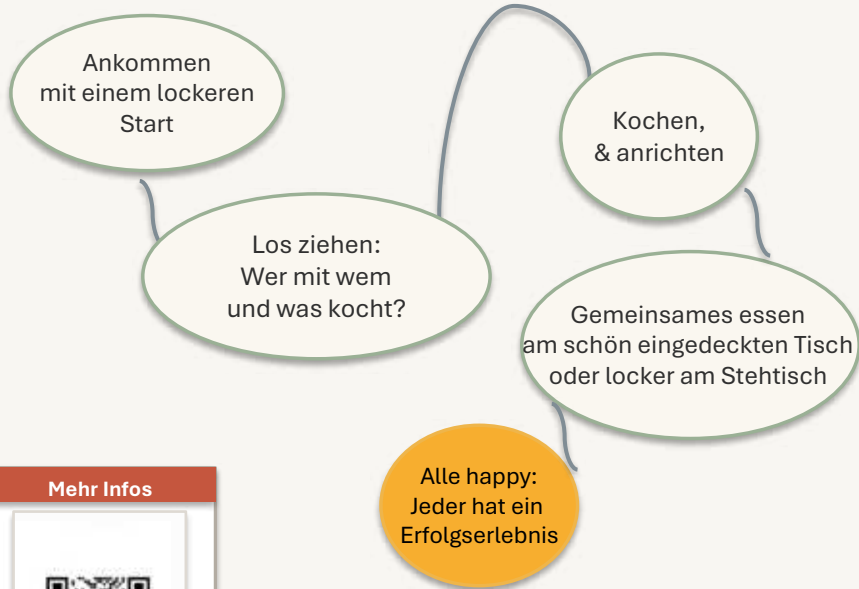 Ankommen
mit einem lockeren
Start
Los ziehen:
Wer mit wem
und was kocht?
Kochen,
& anrichten
Gemeinsames essen
am schön eingedeckten Tisch
oder locker am Stehtisch
Alle happy:
Jeder hat ein
Erfolgserlebnis
Mehr Infos